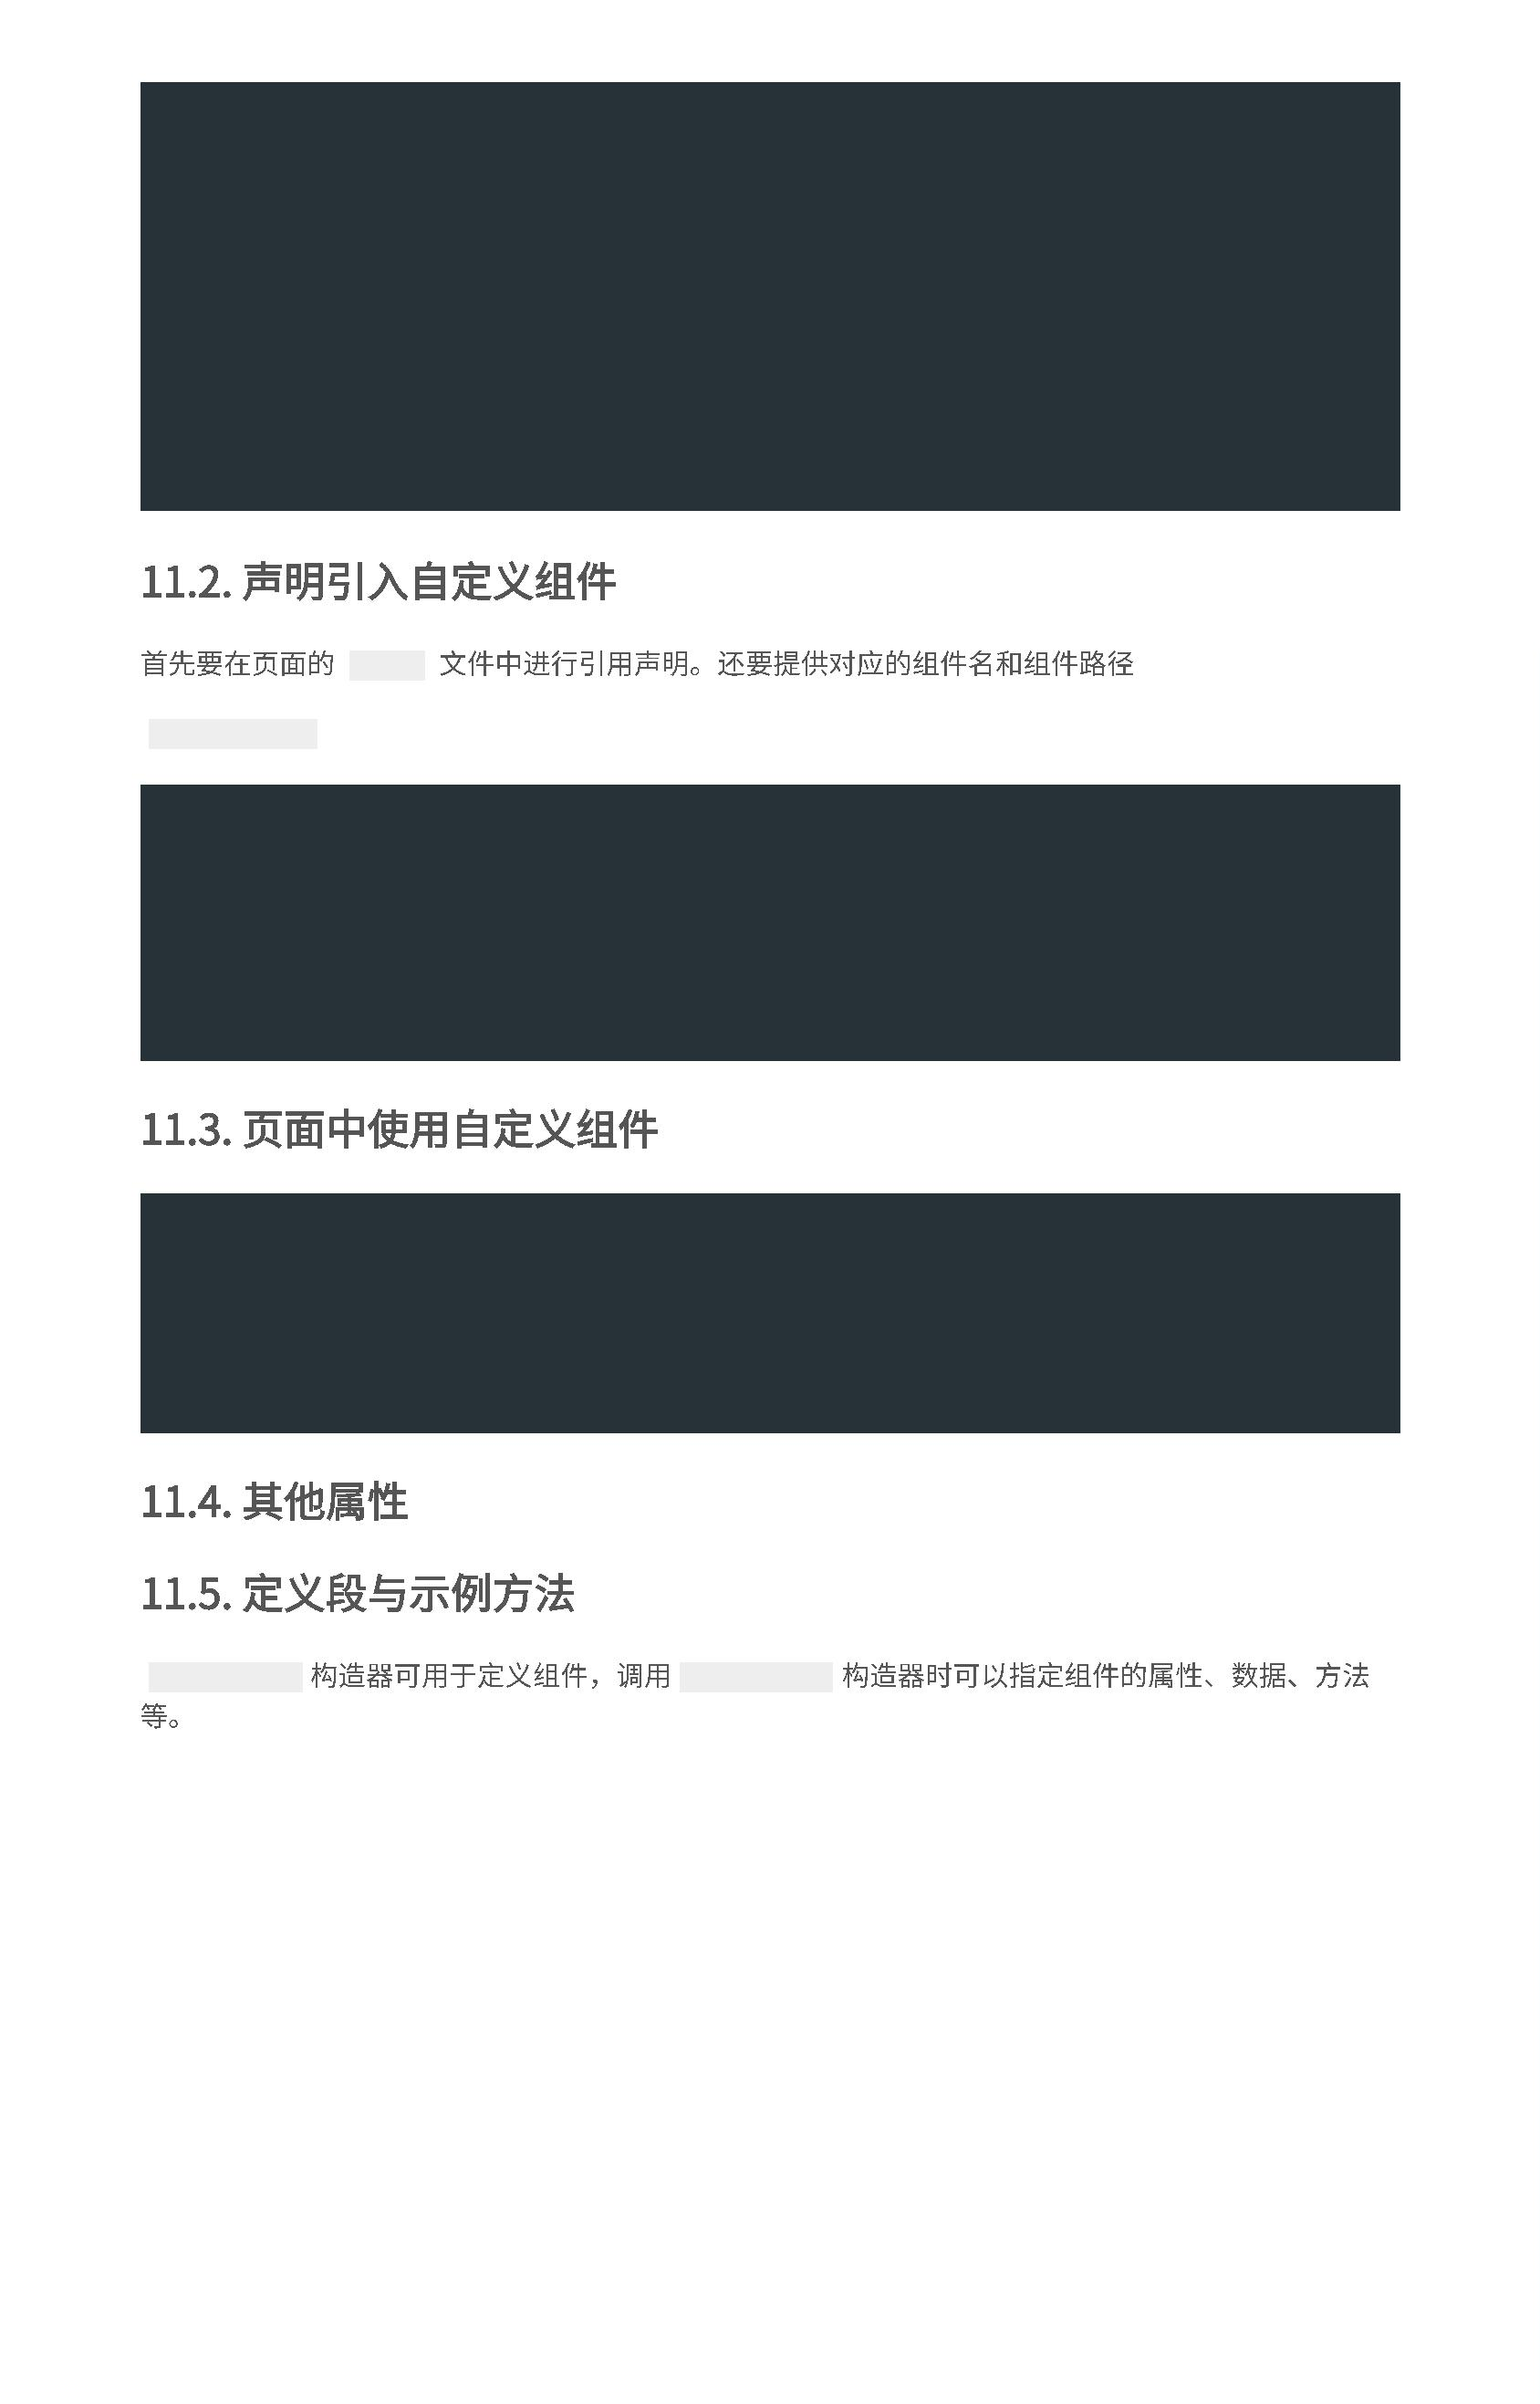 11.2. 声明引入自定义组件
首先要在页面的 文件中进行引用声明。还要提供对应的组件名和组件路径
11.3. 页面中使用自定义组件
11.4. 其他属性
11.5. 定义段与示例方法
构造器可用于定义组件，调用 构造器时可以指定组件的属性、数据、方法
等。